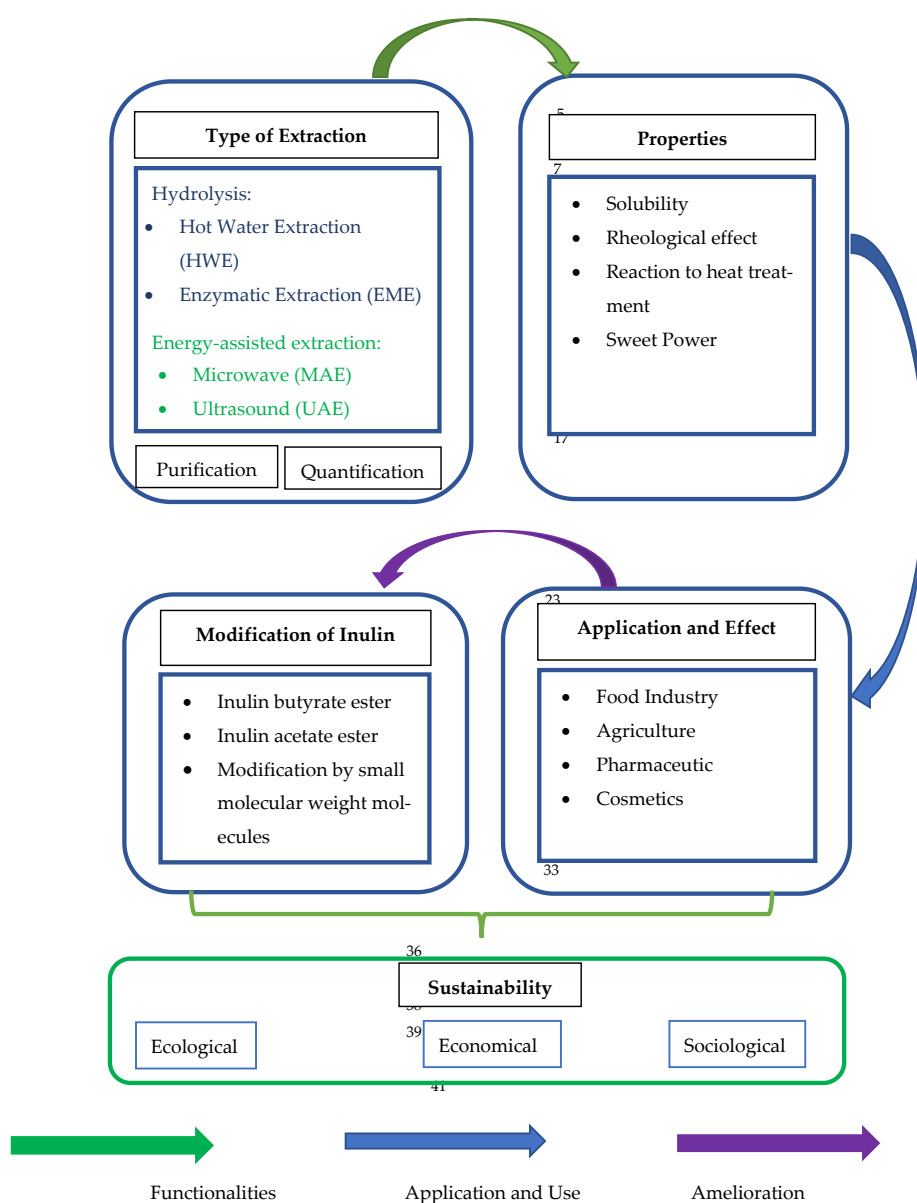 Type of Extraction
Hydrolysis:
• Hot Water Extraction
(HWE)
• Enzymatic Extraction (EME)
Energy-assisted extraction:
• Microwave (MAE)
• Ultrasound (UAE)
Purification
Quantification
Properties
7
• Solubility
• Rheological effect
• Reaction to heat treat-
ment
• Sweet Power
17
Modification of Inulin
• Inulin butyrate ester
• Inulin acetate ester
• Modification by small
molecular weight mol-
ecules
23
Application and Effect
• Food Industry
• Agriculture
• Pharmaceutic
• Cosmetics
33
36
Sustainability
39
Ecological
Economical
Sociological
41
Functionalities
Application and Use
Amelioration